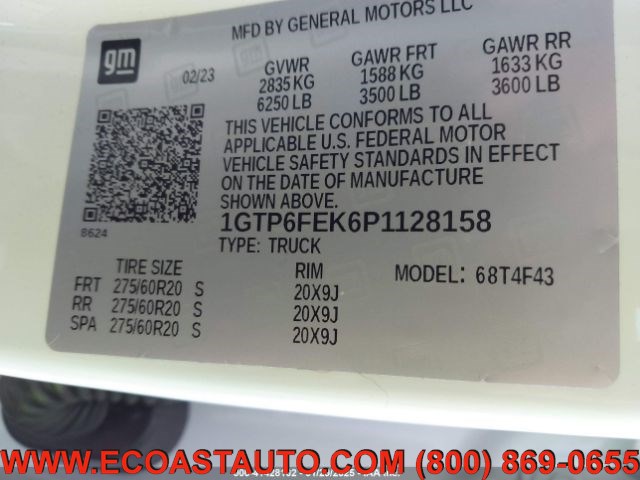 MFD BY GENERAL MOTORS LLC
gm
02/23
GVWR GAWR FRT GAWR RR
2835 KG 1588 KG 1633 KG
6250 LB 3500 LB 3600 LB
THIS VEHICLE CONFORMS TO ALL
APPLICABLE U.S. FEDERAL MOTOR
VEHICLE SAFETY STANDARDS IN EFFECT
ON THE DATE OF MANUFACTURE
SHOWN ABOVE.
8624
1GTP6FEK6P1128158
TYPE: TRUCK
TIRE SIZE RIM MODEL: 68T4F43
FRT 275/60R20 S 20X9J
RR 275/60R20 S 20X9J
SPA 275/60R20 S 20X9J
WWW.ECOASTAUTO.COM (800) 869-0655